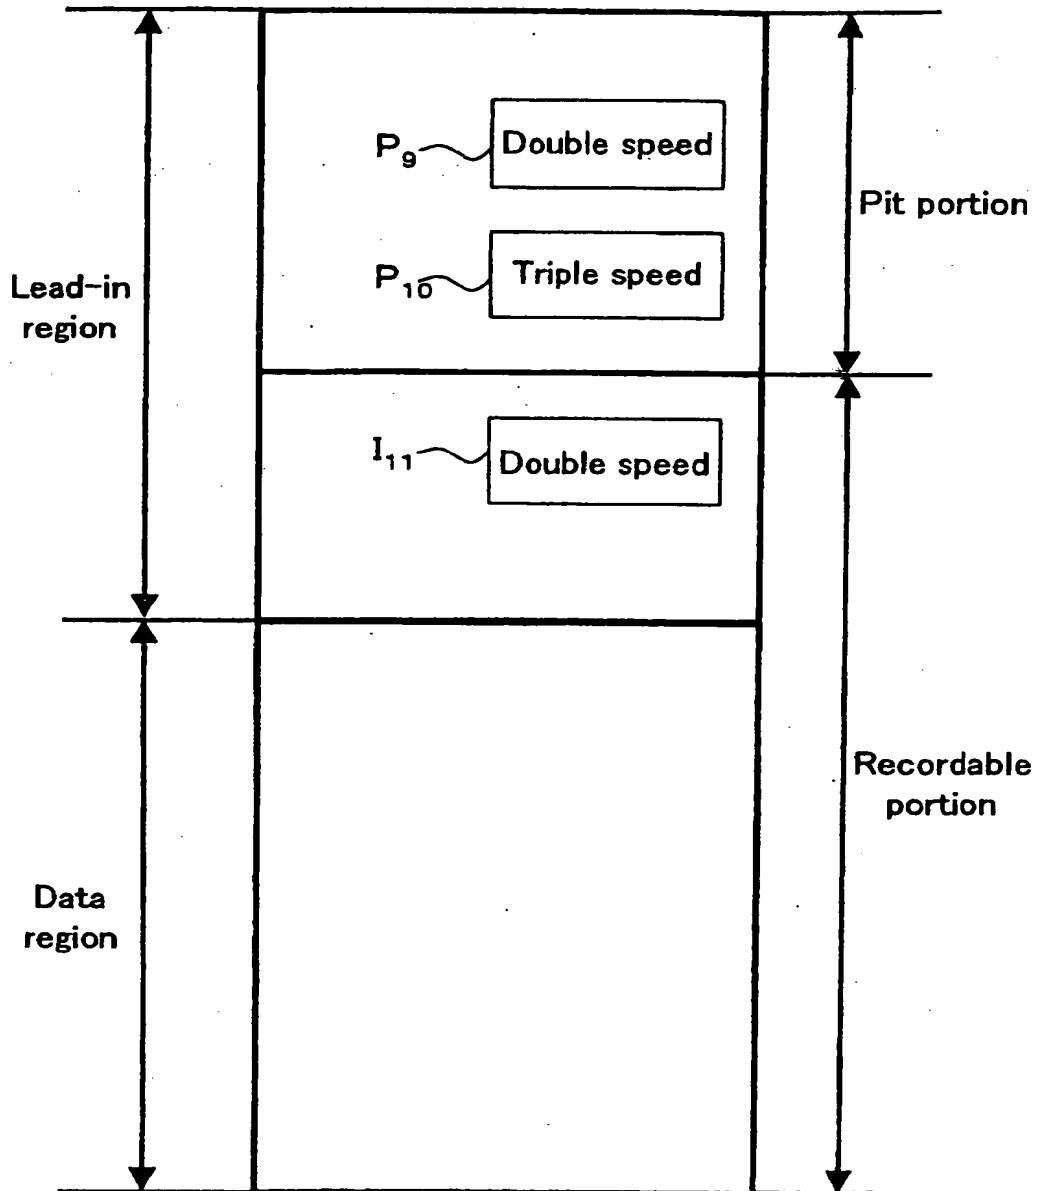 P9
Double speed
Pit portion
P10
Triple speed
Lead-in
region
I11
Double speed
Recordable
portion
Data
region